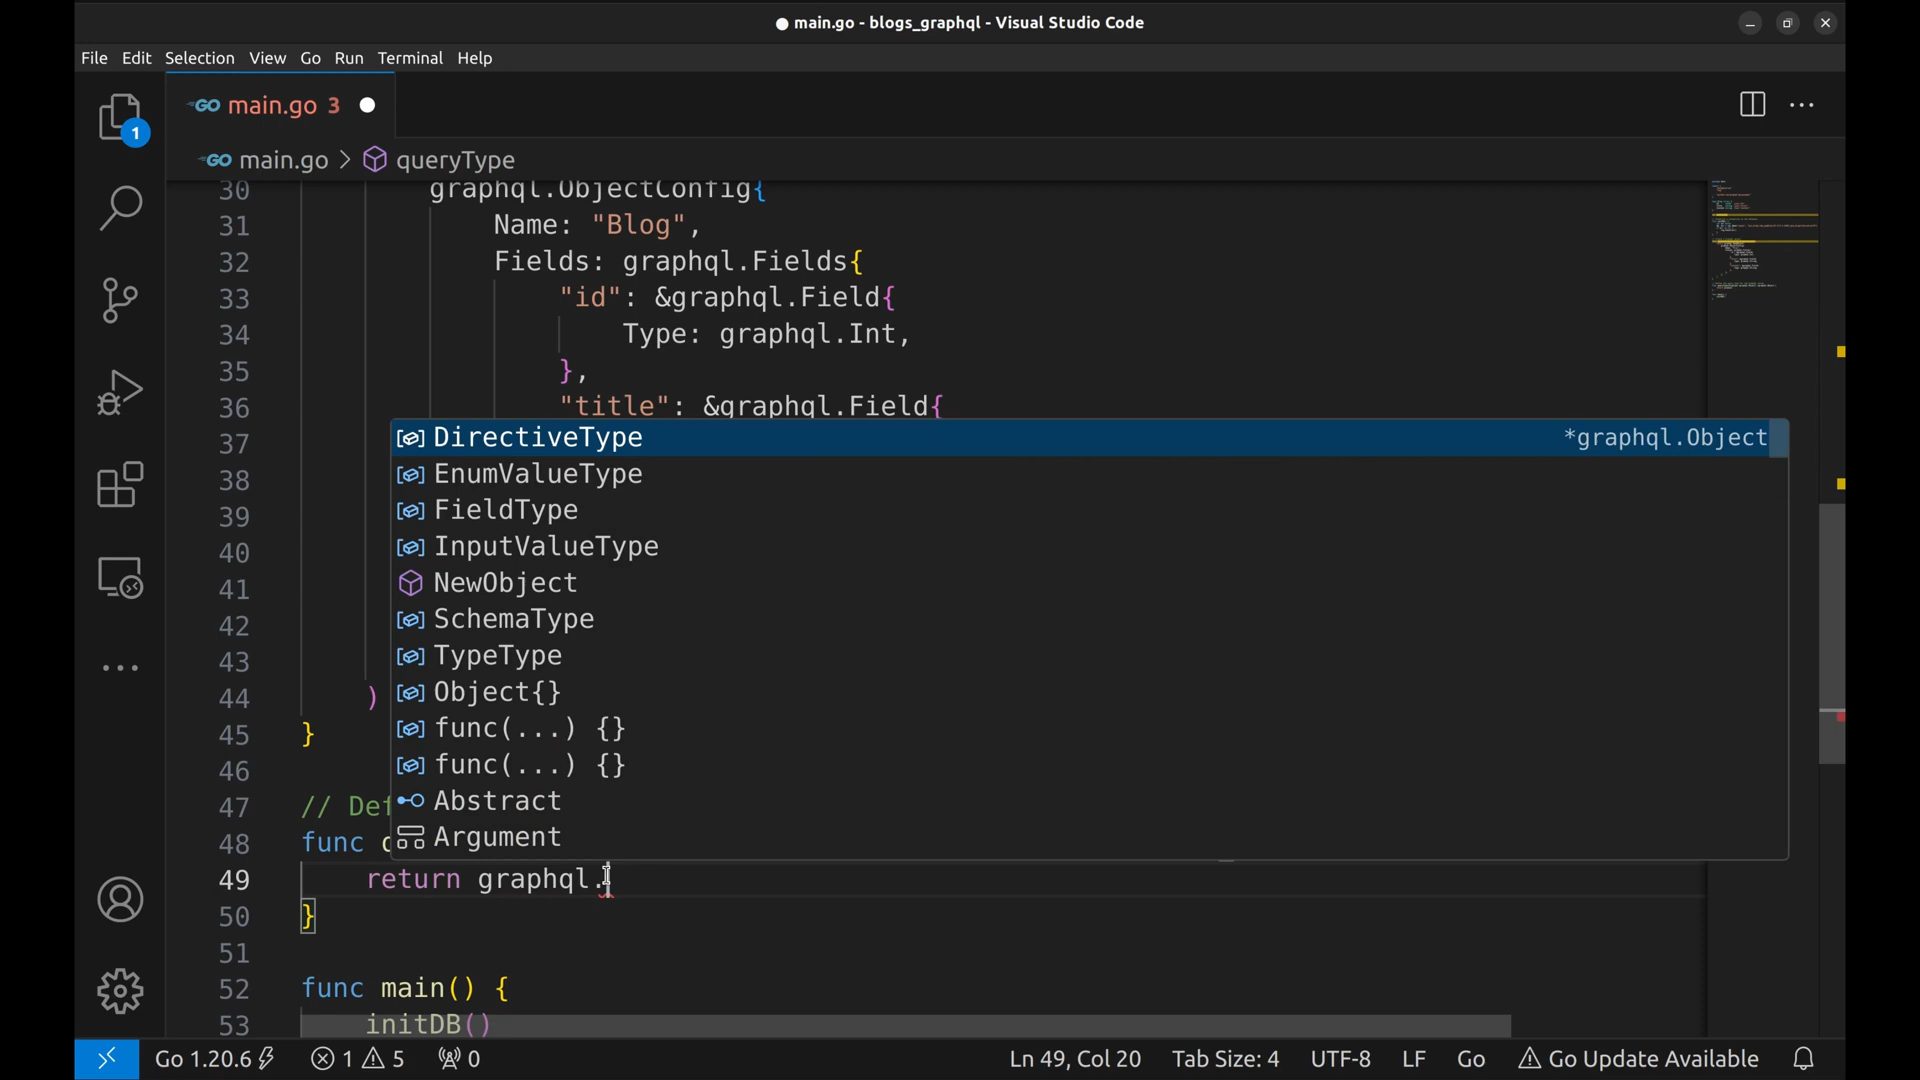 main.go - blogs_graphql - Visual Studio Code
File Edit Selection View Go Run Terminal Help
GO main.go 3
GO main.go > queryType
1
30 graphql.ObjectConfig{
31 Name: "Blog",
32 Fields: graphql.Fields{
33 "id": &graphql.Field{
34 Type: graphql.Int,
35 },
36 "title": &graphql.Field{
37 DirectiveType *graphql.Object
38 EnumValueType
39 FieldType
40 InputValueType
41 NewObject
42 SchemaType
43 TypeType
44 ) Object{}
45 } func(...) {}
46 func(...) {}
47 // Def Abstract
48 func Argument
49 return graphql.
50 }
51
52 func main() {
53 initDB()
Go 1.20.6 1 5 0 Ln 49, Col 20 Tab Size: 4 UTF-8 LF Go Go Update Available